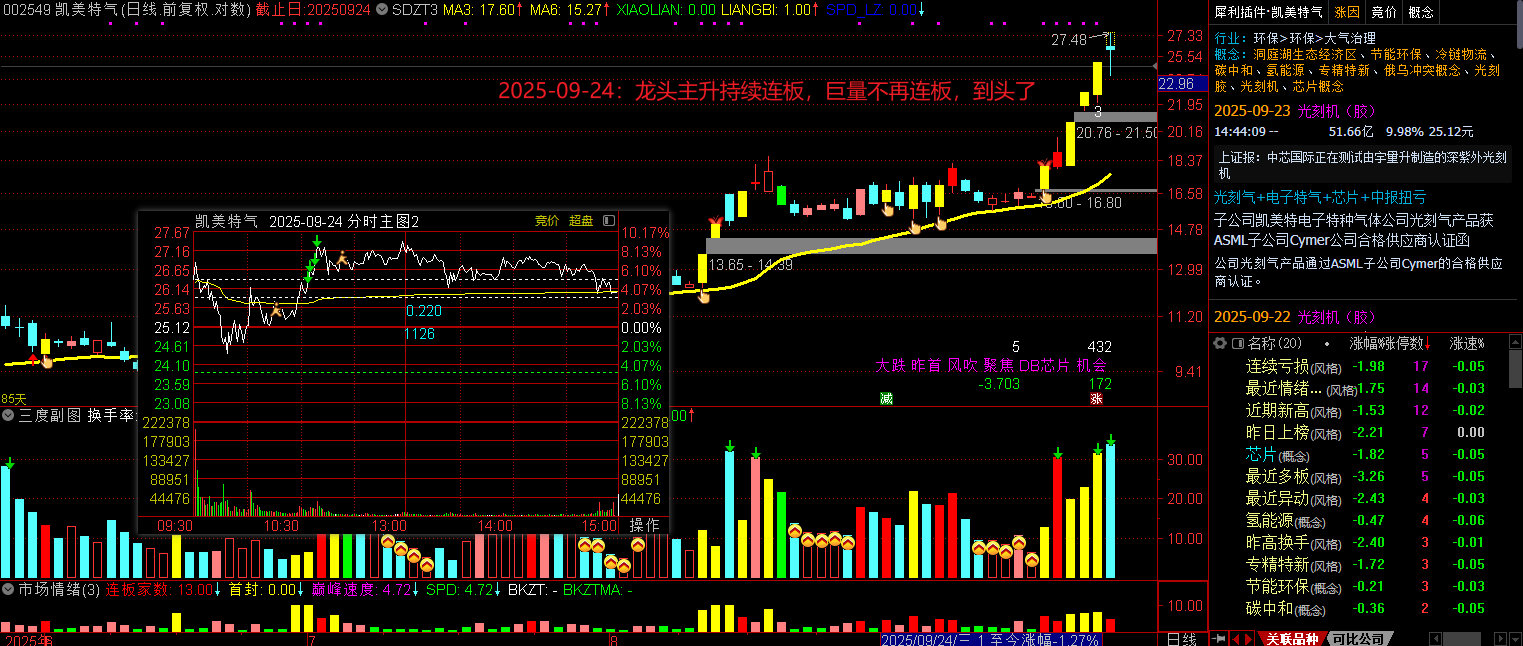 002549 凯美特气(日线.前复权.对数) 截止日:20250924 SDZT3 MA3: 17.60↑ MA6: 15.27↑ XIAOLIAN: 0.00 LIANGBI: 1.00↑ SPD_LZ: 0.00↓
27.48
2025-09-24：龙头主升持续连板，巨量不再连板，到头了
3
20.76 - 21.50
16.80
13.65 - 14.39
27.33
25.54
22.96
21.95
20.16
18.37
16.58
14.78
12.99
11.20
9.41
凯美特气 2025-09-24 分时主图2 竞价 超盘
27.67 10.17%
27.16 8.13%
26.65 6.10%
26.14 4.07%
25.63 2.03%
25.12 0.00%
24.61 2.03%
24.10 4.07%
23.59 6.10%
23.08 8.13%
0.220
1126
222378 222378
177903 177903
133427 133427
88951 88951
44476 44476
09:30 10:30 13:00 14:00 15:00 操作
5 432
大跌 昨首 风吹 聚焦 DB芯片 机会
-3.703 172
减 涨
85天
三度副图 换手率: 00↑
30.00
20.00
10.00
市场情绪(3) 连板家数: 13.00↓ 首封: 0.00↓ 巅峰速度: 4.72↓ SPD: 4.72↓ BKZT: - BKZTMA: -
10.00
2025年6 7 8 2025/09/24/三 1 至今涨幅-1.27% 日线
犀利插件·凯美特气 涨因 竞价 概念
行业: 环保>环保>大气治理
概念: 洞庭湖生态经济区、节能环保、冷链物流、
碳中和、氢能源、专精特新、俄乌冲突概念、光刻
胶、光刻机、芯片概念
2025-09-23 光刻机（胶）
14:44:09 -- 51.66亿 9.98% 25.12元
上证报：中芯国际正在测试由宇量升制造的深紫外光刻
机
光刻气+电子特气+芯片+中报扭亏
子公司凯美特电子特种气体公司光刻气产品获
ASML子公司Cymer公司合格供应商认证函
公司光刻气产品通过ASML子公司Cymer的合格供应
商认证。
2025-09-22 光刻机（胶）
名称(20) • 涨幅% 涨停数↓ 涨速%
连续亏损(风格) -1.98 17 -0.05
最近情绪... (风格) -1.75 14 -0.03
近期新高(风格) -1.53 12 -0.02
昨日上榜(风格) -2.21 7 0.00
芯片(概念) -1.82 5 -0.05
最近多板(风格) -3.26 5 -0.05
最近异动(风格) -2.43 4 -0.03
氢能源(概念) -0.47 4 -0.06
昨高换手(风格) -2.40 3 -0.01
专精特新(风格) -1.72 3 -0.05
节能环保(概念) -0.21 3 -0.03
碳中和(概念) -0.36 2 -0.05
关联品种 可比公司